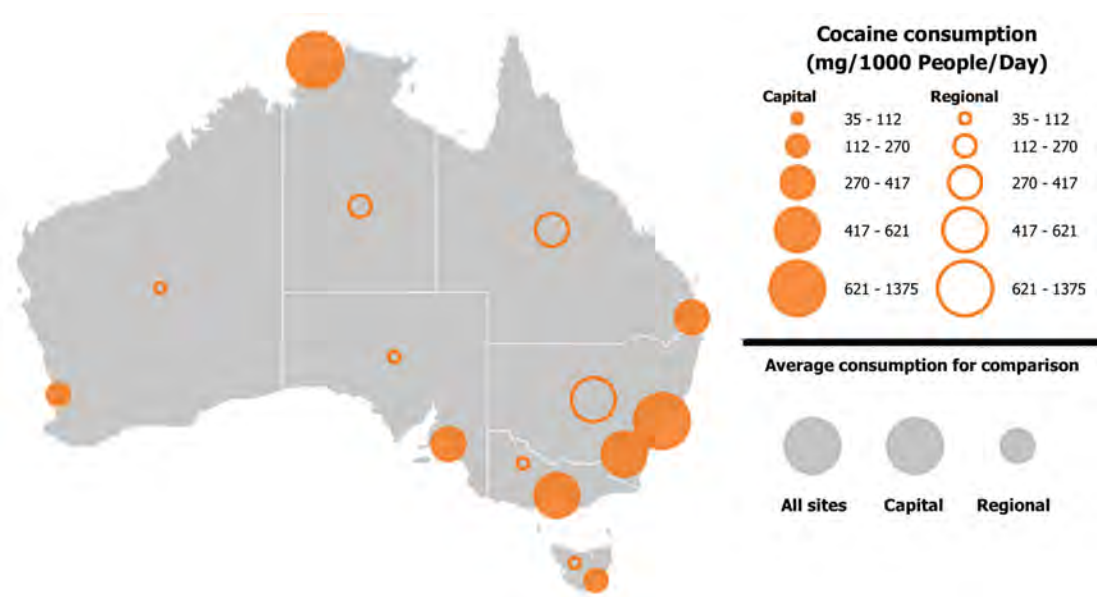 Cocaine consumption
(mg/1000 People/Day)
Capital Regional
35 - 112 35 - 112
112 - 270 112 - 270
270 - 417 270 - 417
417 - 621 417 - 621
621 - 1375 621 - 1375
Average consumption for comparison
All sites Capital Regional